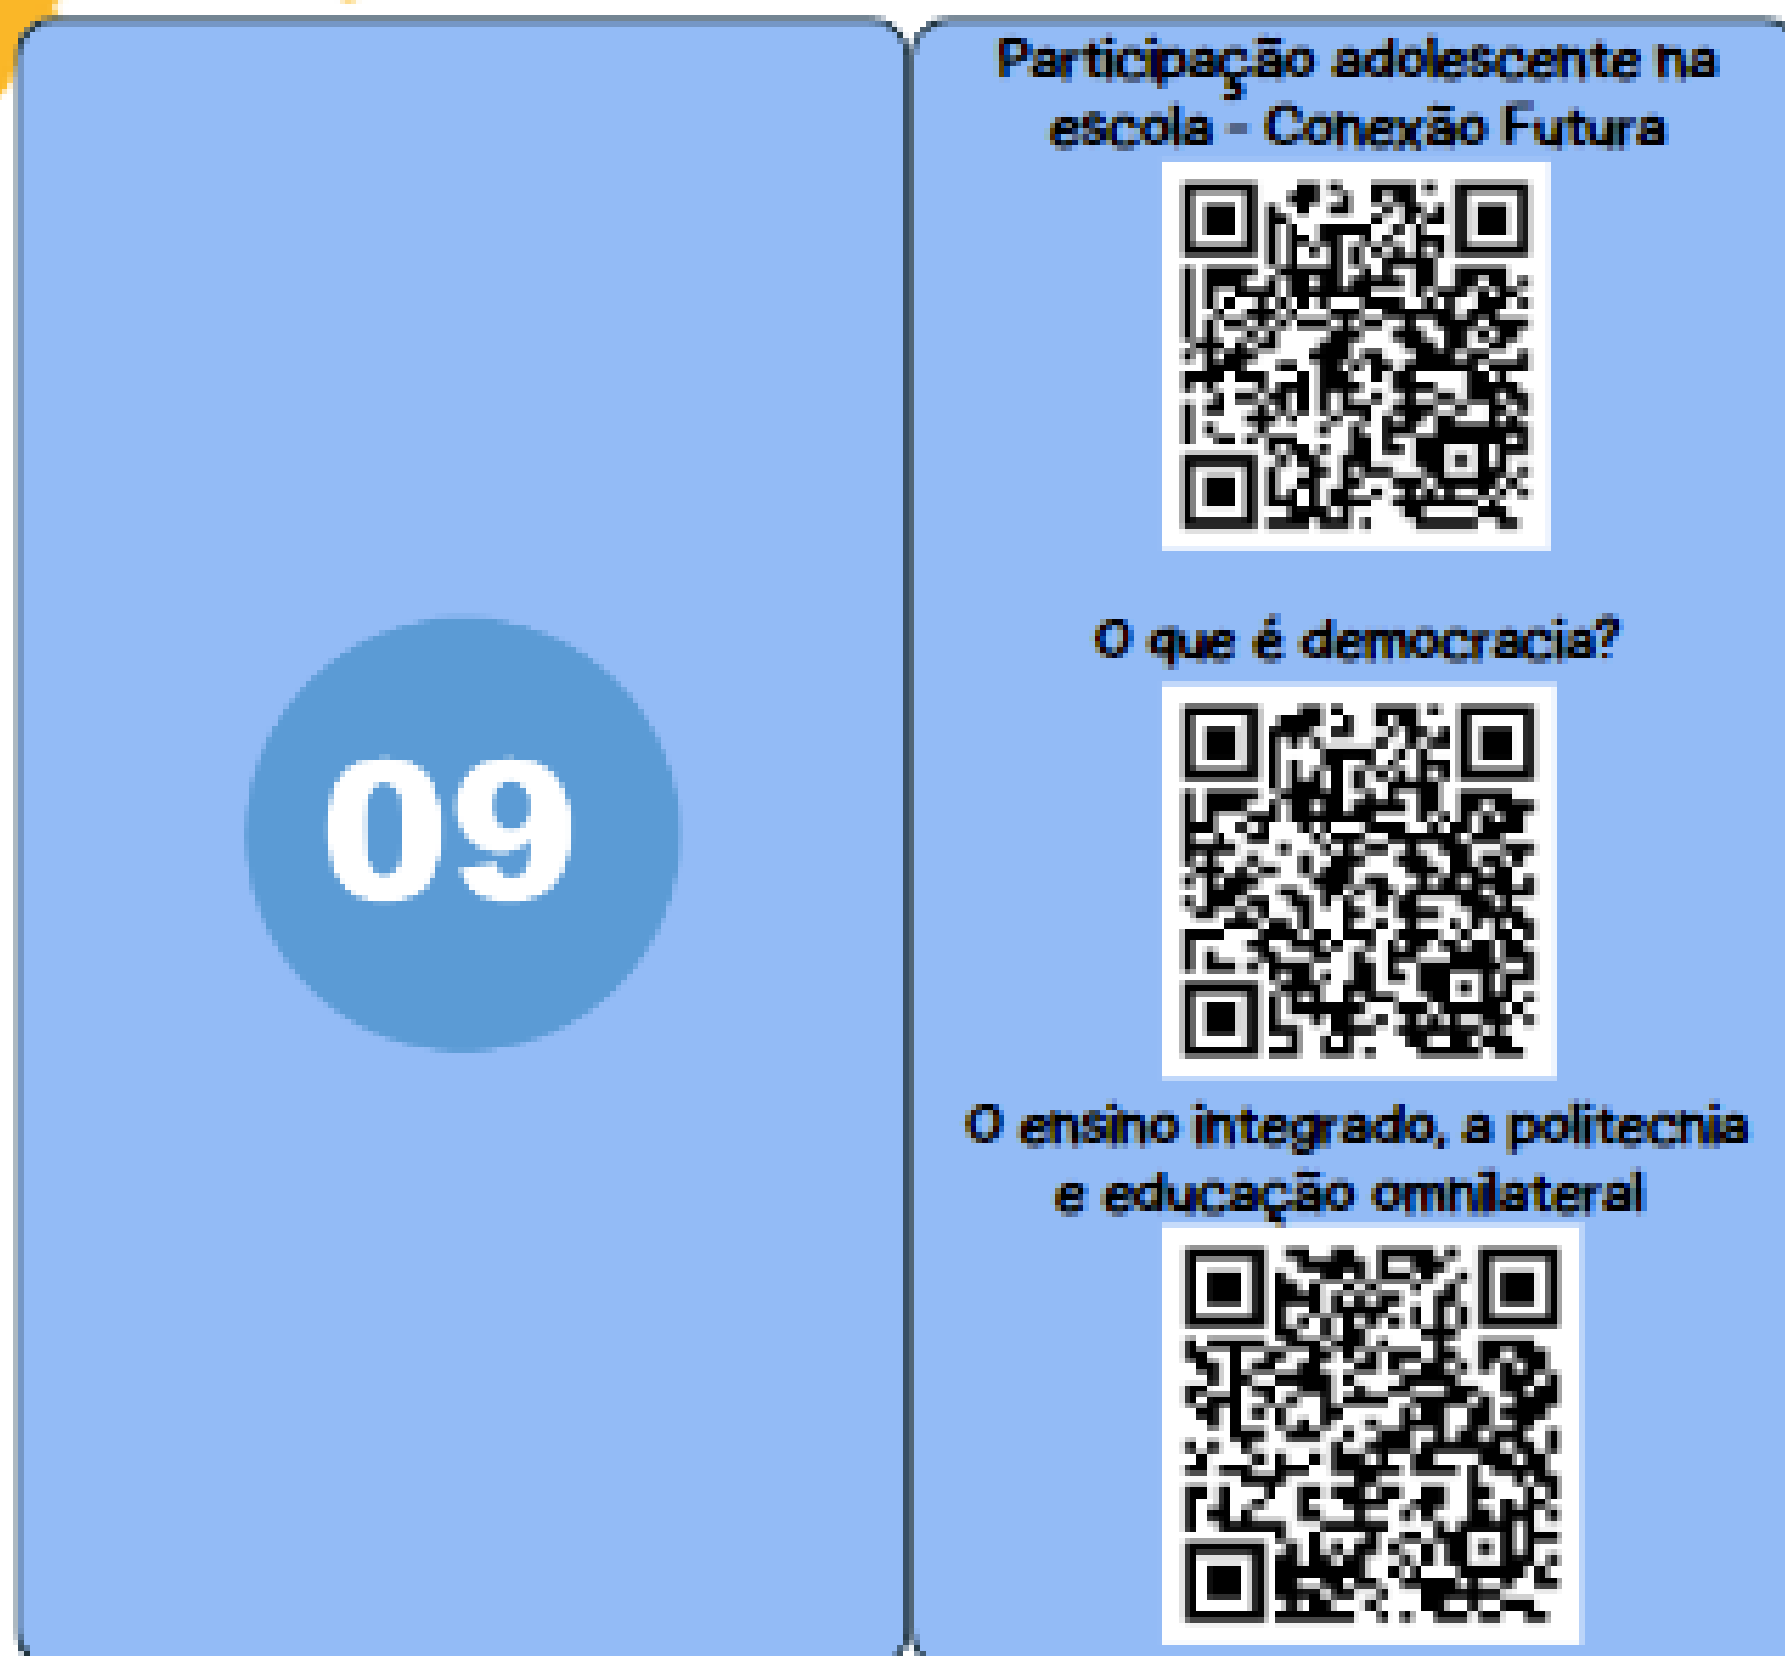 09
Participação adolescente na
escola - Conexão Futura
O que é democracia?
O ensino integrado, a politecnia
e educação omnilateral